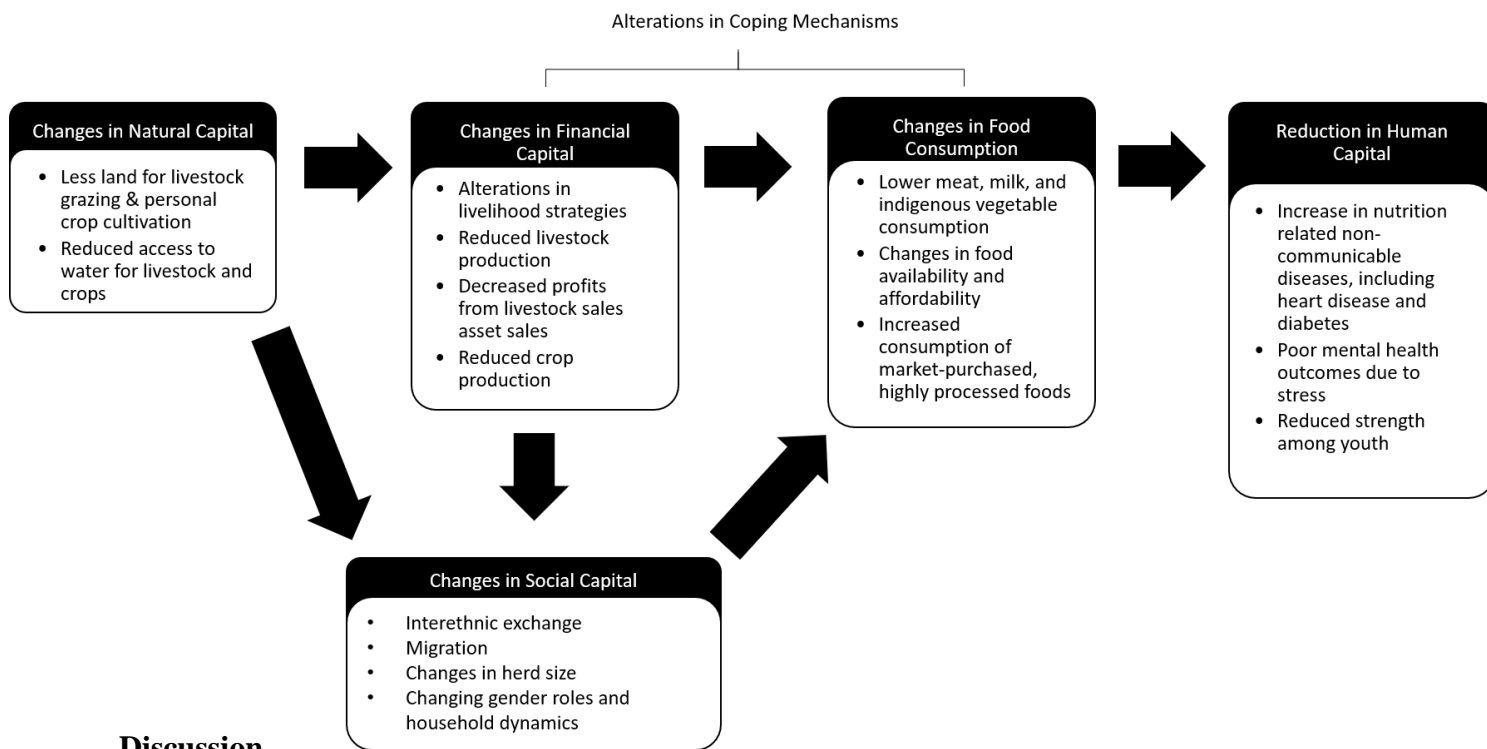 Alterations in Coping Mechanisms
Changes in Natural Capital
• Less land for livestock
grazing & personal
crop cultivation
• Reduced access to
water for livestock and
crops
Changes in Financial
Capital
• Alterations in
livelihood strategies
• Reduced livestock
production
• Decreased profits
from livestock sales
asset sales
• Reduced crop
production
Changes in Food
Consumption
• Lower meat, milk, and
indigenous vegetable
consumption
• Changes in food
availability and
affordability
• Increased
consumption of
market-purchased,
highly processed foods
Reduction in Human
Capital
• Increase in nutrition
related non-
communicable
diseases, including
heart disease and
diabetes
• Poor mental health
outcomes due to
stress
• Reduced strength
among youth
Changes in Social Capital
• Interethnic exchange
• Migration
• Changes in herd size
• Changing gender roles and
household dynamics
Discussion